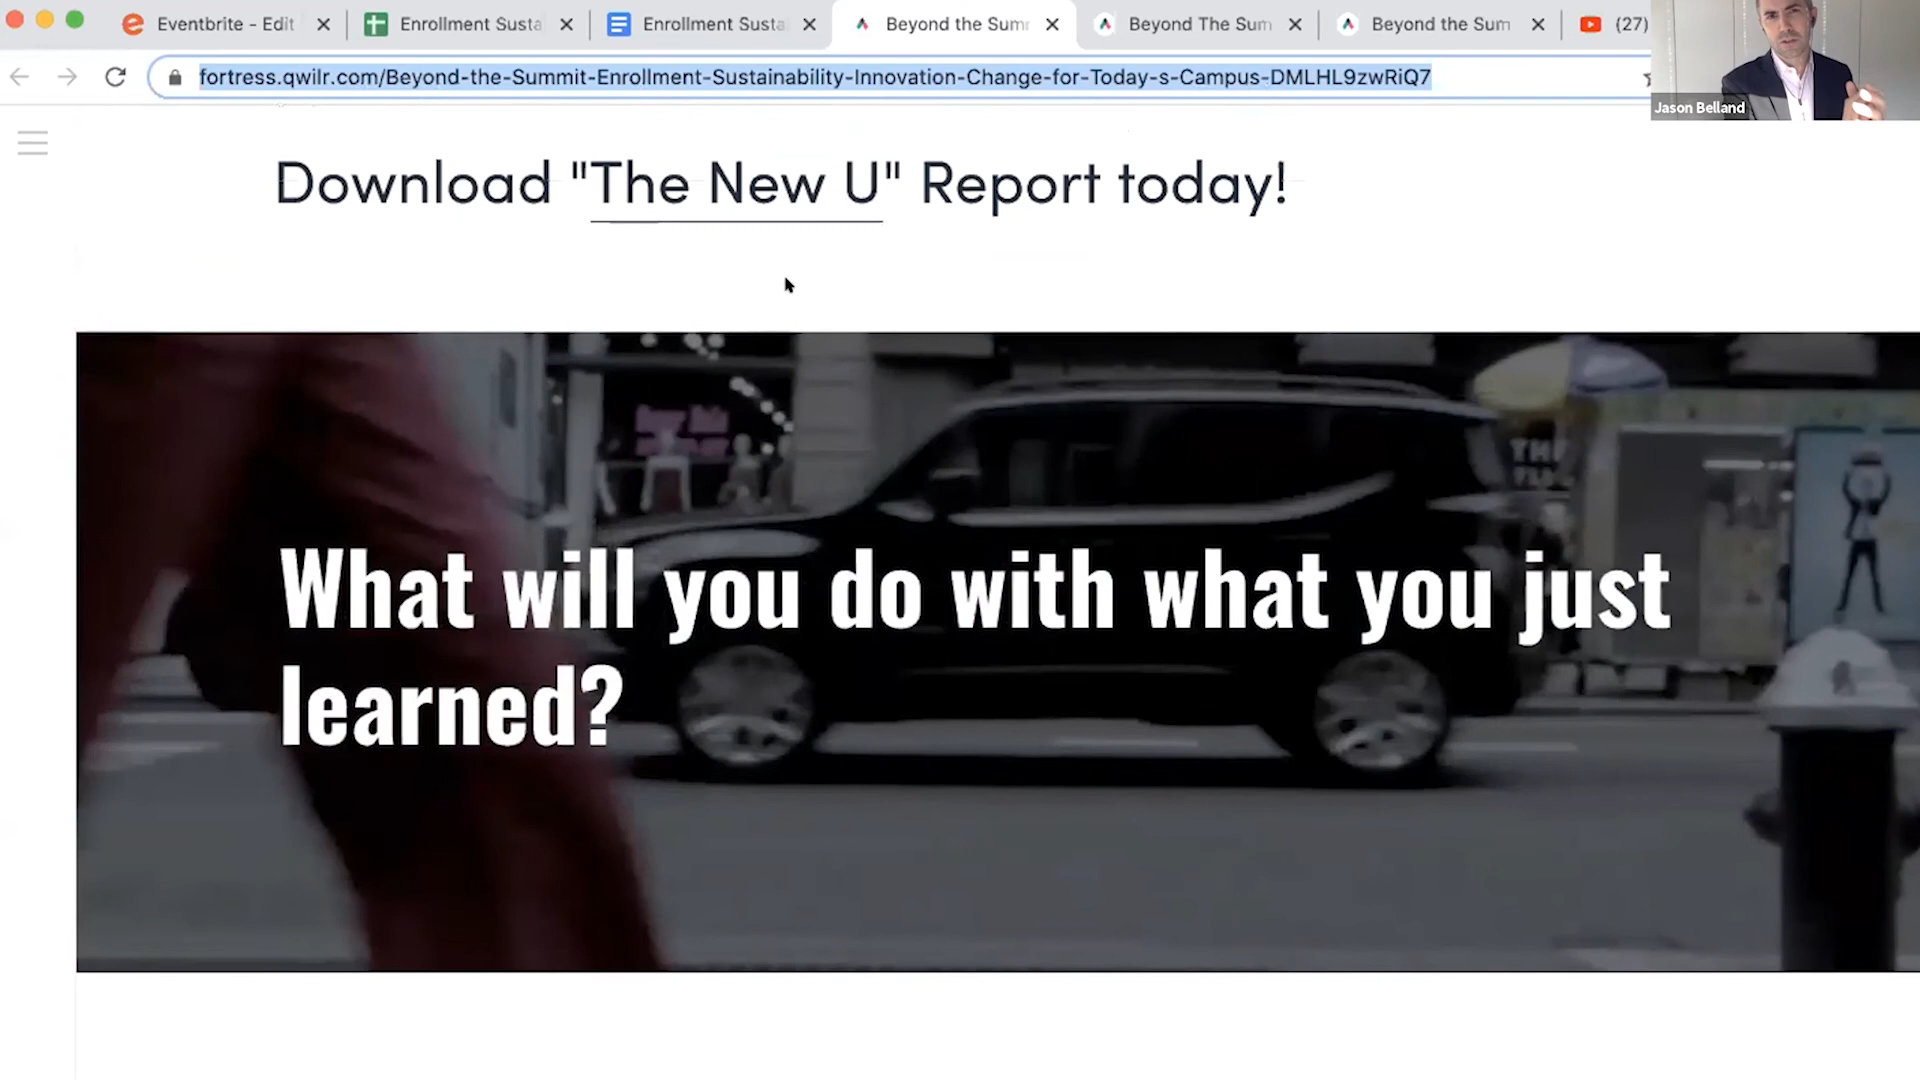 Eventbrite - Edit
Enrollment Susta
Enrollment Susta
Beyond the Sum
Beyond The Sum
Beyond the Sum
(27)
fortress.qwilr.com/Beyond-the-Summit-Enrollment-Sustainability-Innovation-Change-for-Today-s-Campus-DMLHL9zwRiQ7
Jason Belland
Download "The New U" Report today!
THE
What will you do with what you just
learned?